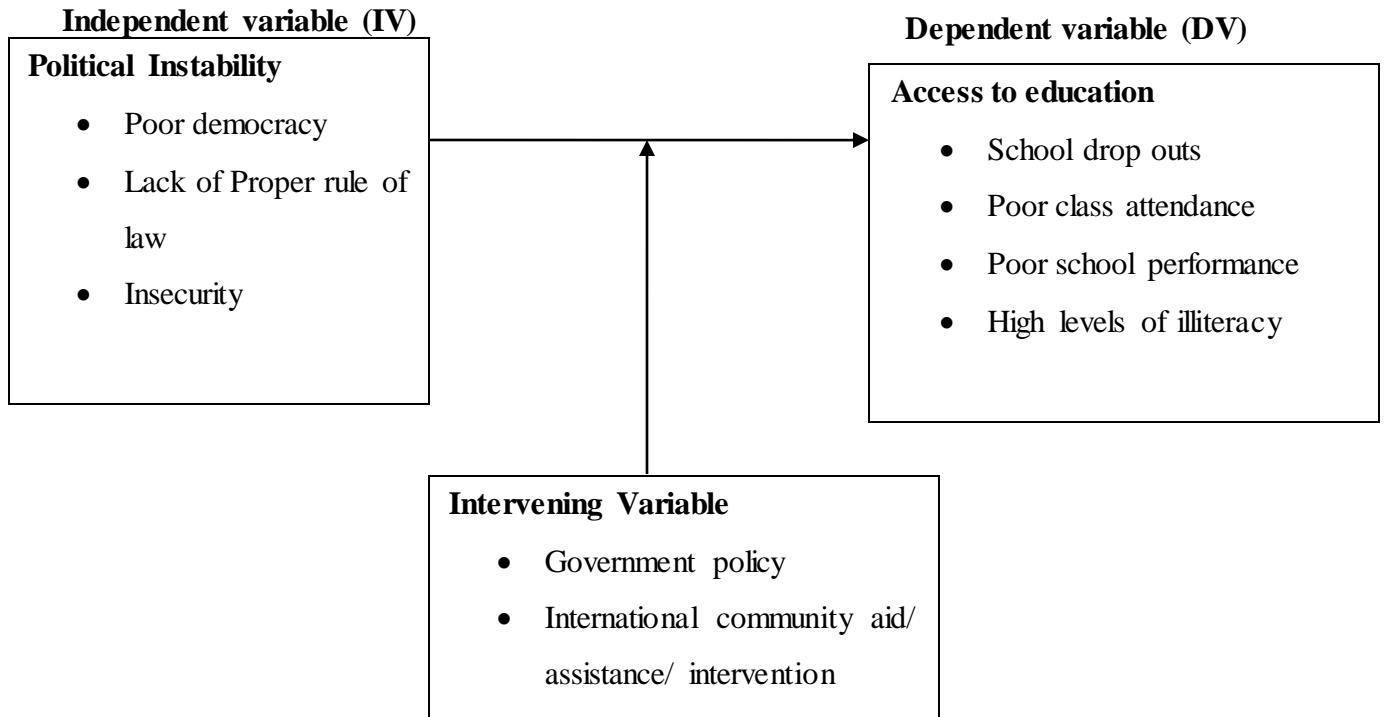 Independent variable (IV)
Political Instability
• Poor democracy
• Lack of Proper rule of
law
• Insecurity
Dependent variable (DV)
Access to education
• School drop outs
• Poor class attendance
• Poor school performance
• High levels of illiteracy
Intervening Variable
• Government policy
• International community aid/
assistance/ intervention